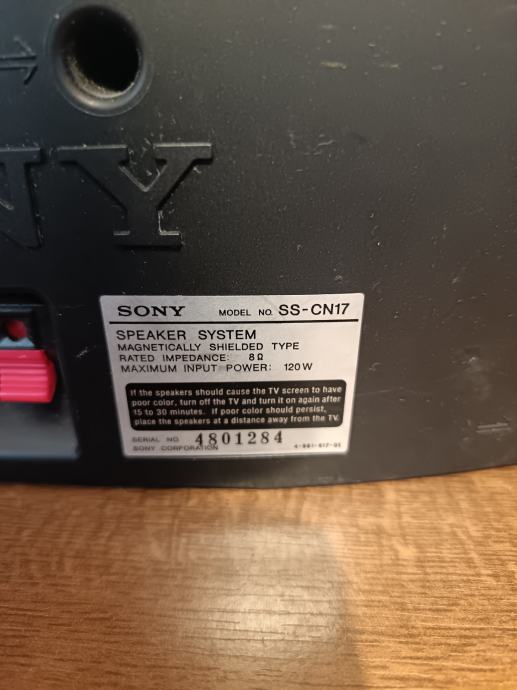 NY
SONY MODEL NO. SS-CN17
SPEAKER SYSTEM
MAGNETICALLY SHIELDED TYPE
RATED IMPEDANCE: 8Ω
MAXIMUM INPUT POWER: 120W
If the speakers should cause the TV screen to have
poor color, turn off the TV and turn it on again after
15 to 30 minutes. If poor color should persist,
place the speakers at a distance away from the TV.
SERIAL NO. 4801284
SONY CORPORATION